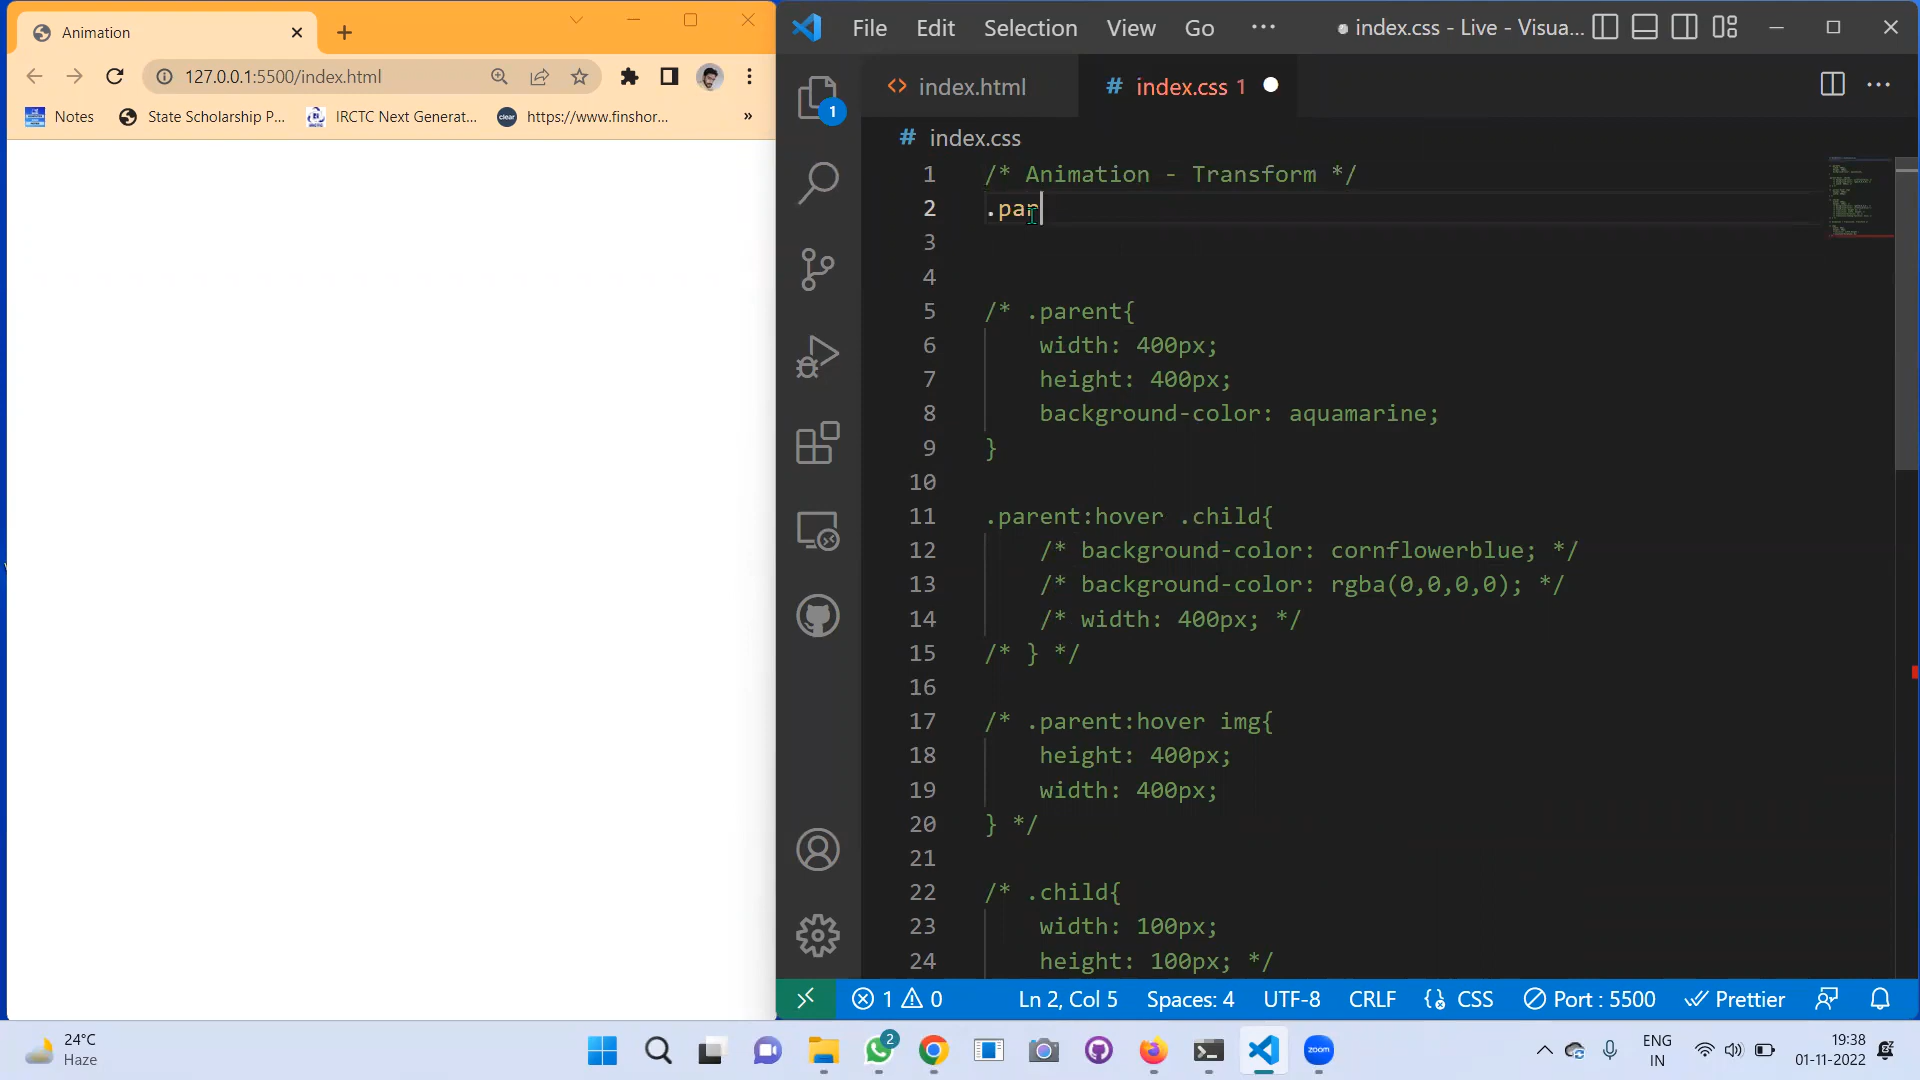 Animation
127.0.0.1:5500/index.html
Notes
State Scholarship P...
IRCTC Next Generat...
clear
https://www.finshor...
»
File Edit Selection View Go ···
● index.css - Live - Visua...
1
index.html
# index.css 1
# index.css
1 /* Animation - Transform */
2 .par
3
4
5 /* .parent{
6 width: 400px;
7 height: 400px;
8 background-color: aquamarine;
9 }
10
11 .parent:hover .child{
12 /* background-color: cornflowerblue; */
13 /* background-color: rgba(0,0,0,0); */
14 /* width: 400px; */
15 /* } */
16
17 /* .parent:hover img{
18 height: 400px;
19 width: 400px;
20 } */
21
22 /* .child{
23 width: 100px;
24 height: 100px; */
1 0
Ln 2, Col 5
Spaces: 4
UTF-8
CRLF
CSS
Port : 5500
Prettier
24°C
Haze
2
zoom
ENG
IN
19:38
01-11-2022